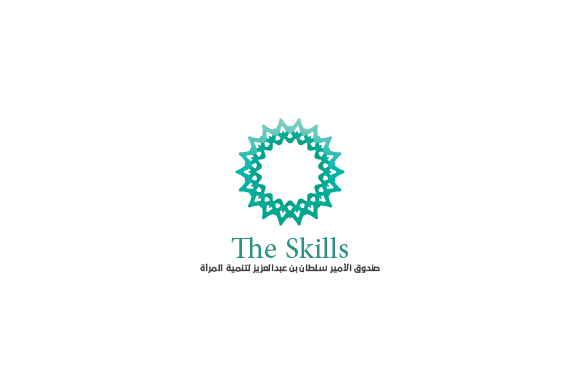 The Skills
صندوق الأمير سلطان بن عبدالعزيز لتنمية المرأة